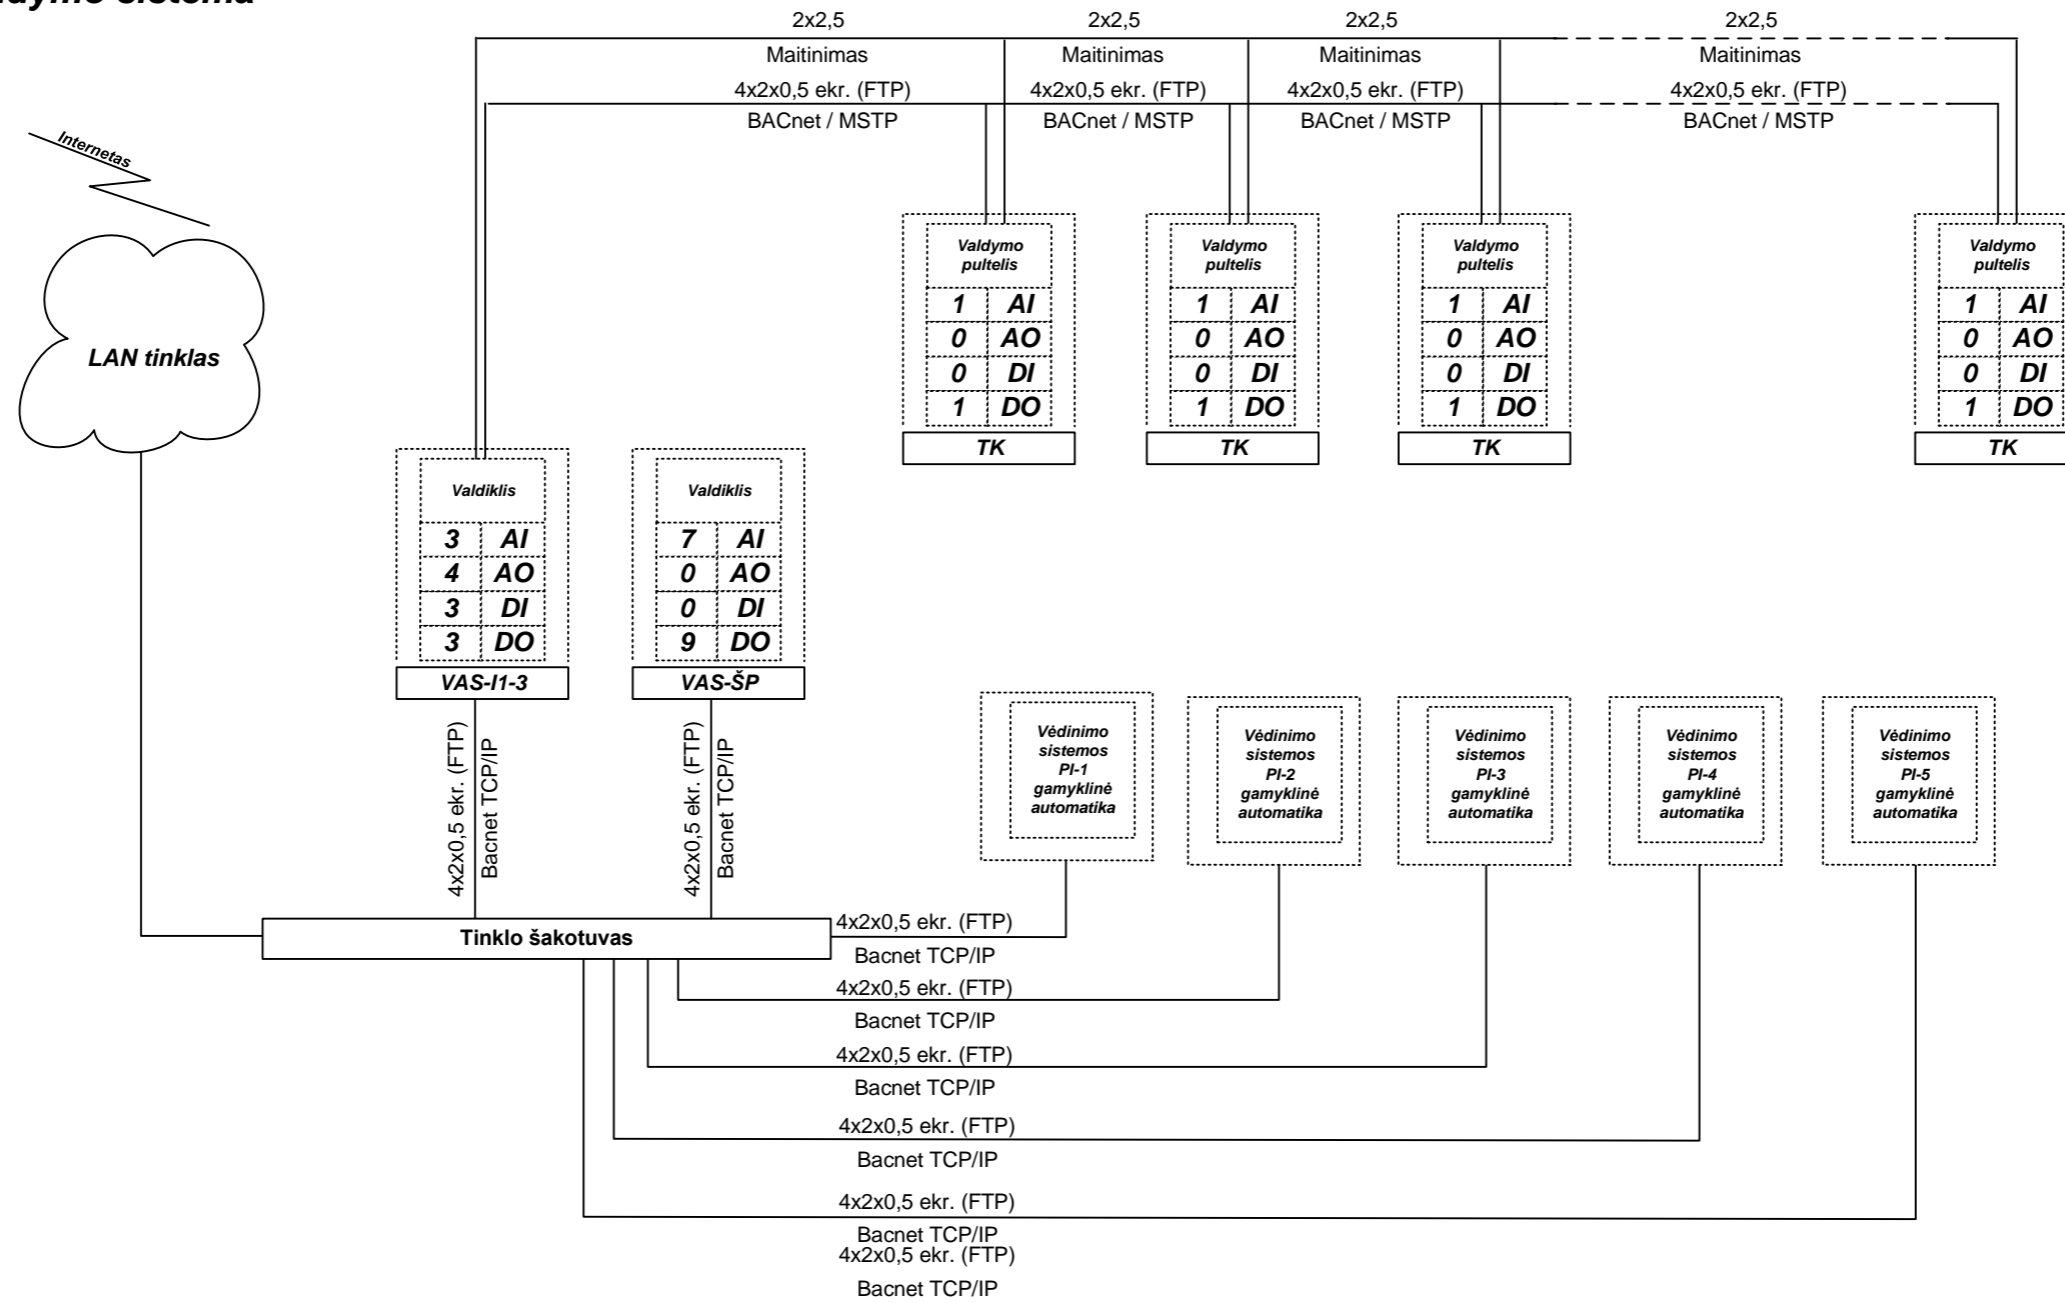 sistema
2x2,5 2x2,5 2x2,5 2x2,5
Maitinimas Maitinimas Maitinimas Maitinimas
4x2x0,5 ekr. (FTP) 4x2x0,5 ekr. (FTP) 4x2x0,5 ekr. (FTP) 4x2x0,5 ekr. (FTP)
BACnet / MSTP BACnet / MSTP BACnet / MSTP BACnet / MSTP
Internetas
LAN tinklas
Valdymo
pultelis
1 AI
0 AO
0 DI
1 DO
TK
Valdymo
pultelis
1 AI
0 AO
0 DI
1 DO
TK
Valdymo
pultelis
1 AI
0 AO
0 DI
1 DO
TK
Valdymo
pultelis
1 AI
0 AO
0 DI
1 DO
TK
Valdiklis
3 AI
4 AO
3 DI
3 DO
VAS-I1-3
Valdiklis
7 AI
0 AO
0 DI
9 DO
VAS-ŠP
4x2x0,5 ekr. (FTP)
Bacnet TCP/IP
4x2x0,5 ekr. (FTP)
Bacnet TCP/IP
Vėdinimo
sistemos
PI-1
gamyklinė
automatika
Vėdinimo
sistemos
PI-2
gamyklinė
automatika
Vėdinimo
sistemos
PI-3
gamyklinė
automatika
Vėdinimo
sistemos
PI-4
gamyklinė
automatika
Vėdinimo
sistemos
PI-5
gamyklinė
automatika
Tinklo šakotuvas
4x2x0,5 ekr. (FTP)
Bacnet TCP/IP
4x2x0,5 ekr. (FTP)
Bacnet TCP/IP
4x2x0,5 ekr. (FTP)
Bacnet TCP/IP
4x2x0,5 ekr. (FTP)
Bacnet TCP/IP
4x2x0,5 ekr. (FTP)
Bacnet TCP/IP
4x2x0,5 ekr. (FTP)
Bacnet TCP/IP